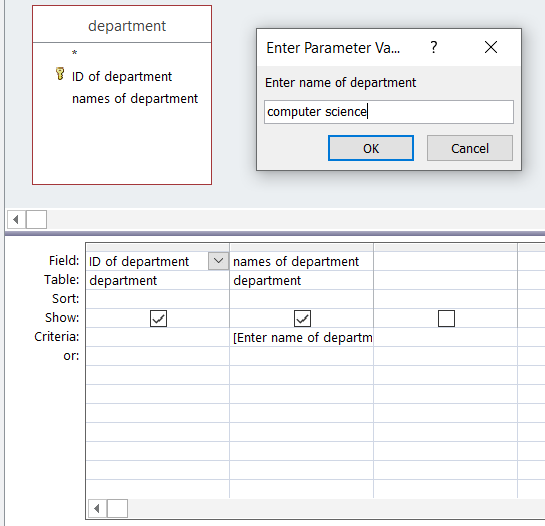 department
*
ID of department
names of department
Enter Parameter Va... ?
Enter name of department
computer science
OK Cancel
Field: ID of department names of department
Table: department department
Sort:
Show:
Criteria: [Enter name of departm
or: